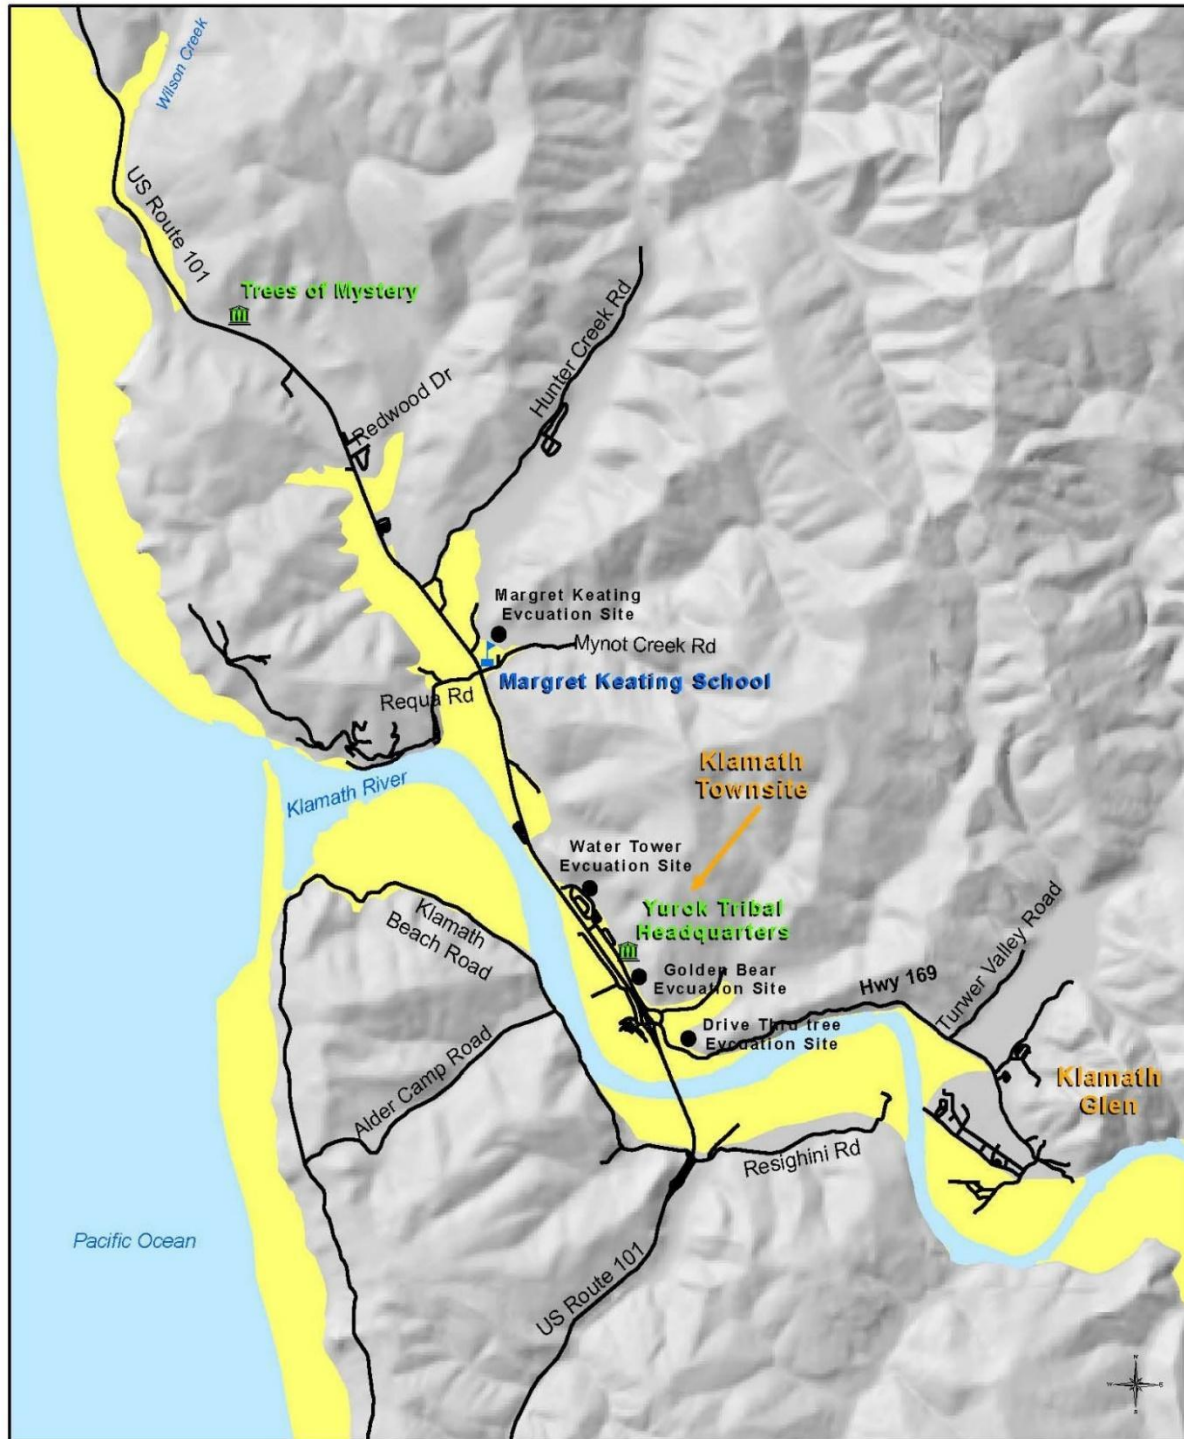 Wilson Creek
US Route 101
Trees of Mystery
Hunter Creek Rd
Redwood Dr
Margret Keating
Evcuation Site
Mynot Creek Rd
Margret Keating School
Requa Rd
Klamath
Townsite
Klamath River
Water Tower
Evcuation Site
Yurok Tribal
Headquarters
Klamath
Beach Road
Golden Bear
Evcuation Site
Hwy 169
Turwer Valley Road
Drive Thru tree
Evcuation Site
Alder Camp Road
Klamath
Glen
Resighini Rd
Pacific Ocean
US Route 101
N
W
E
S